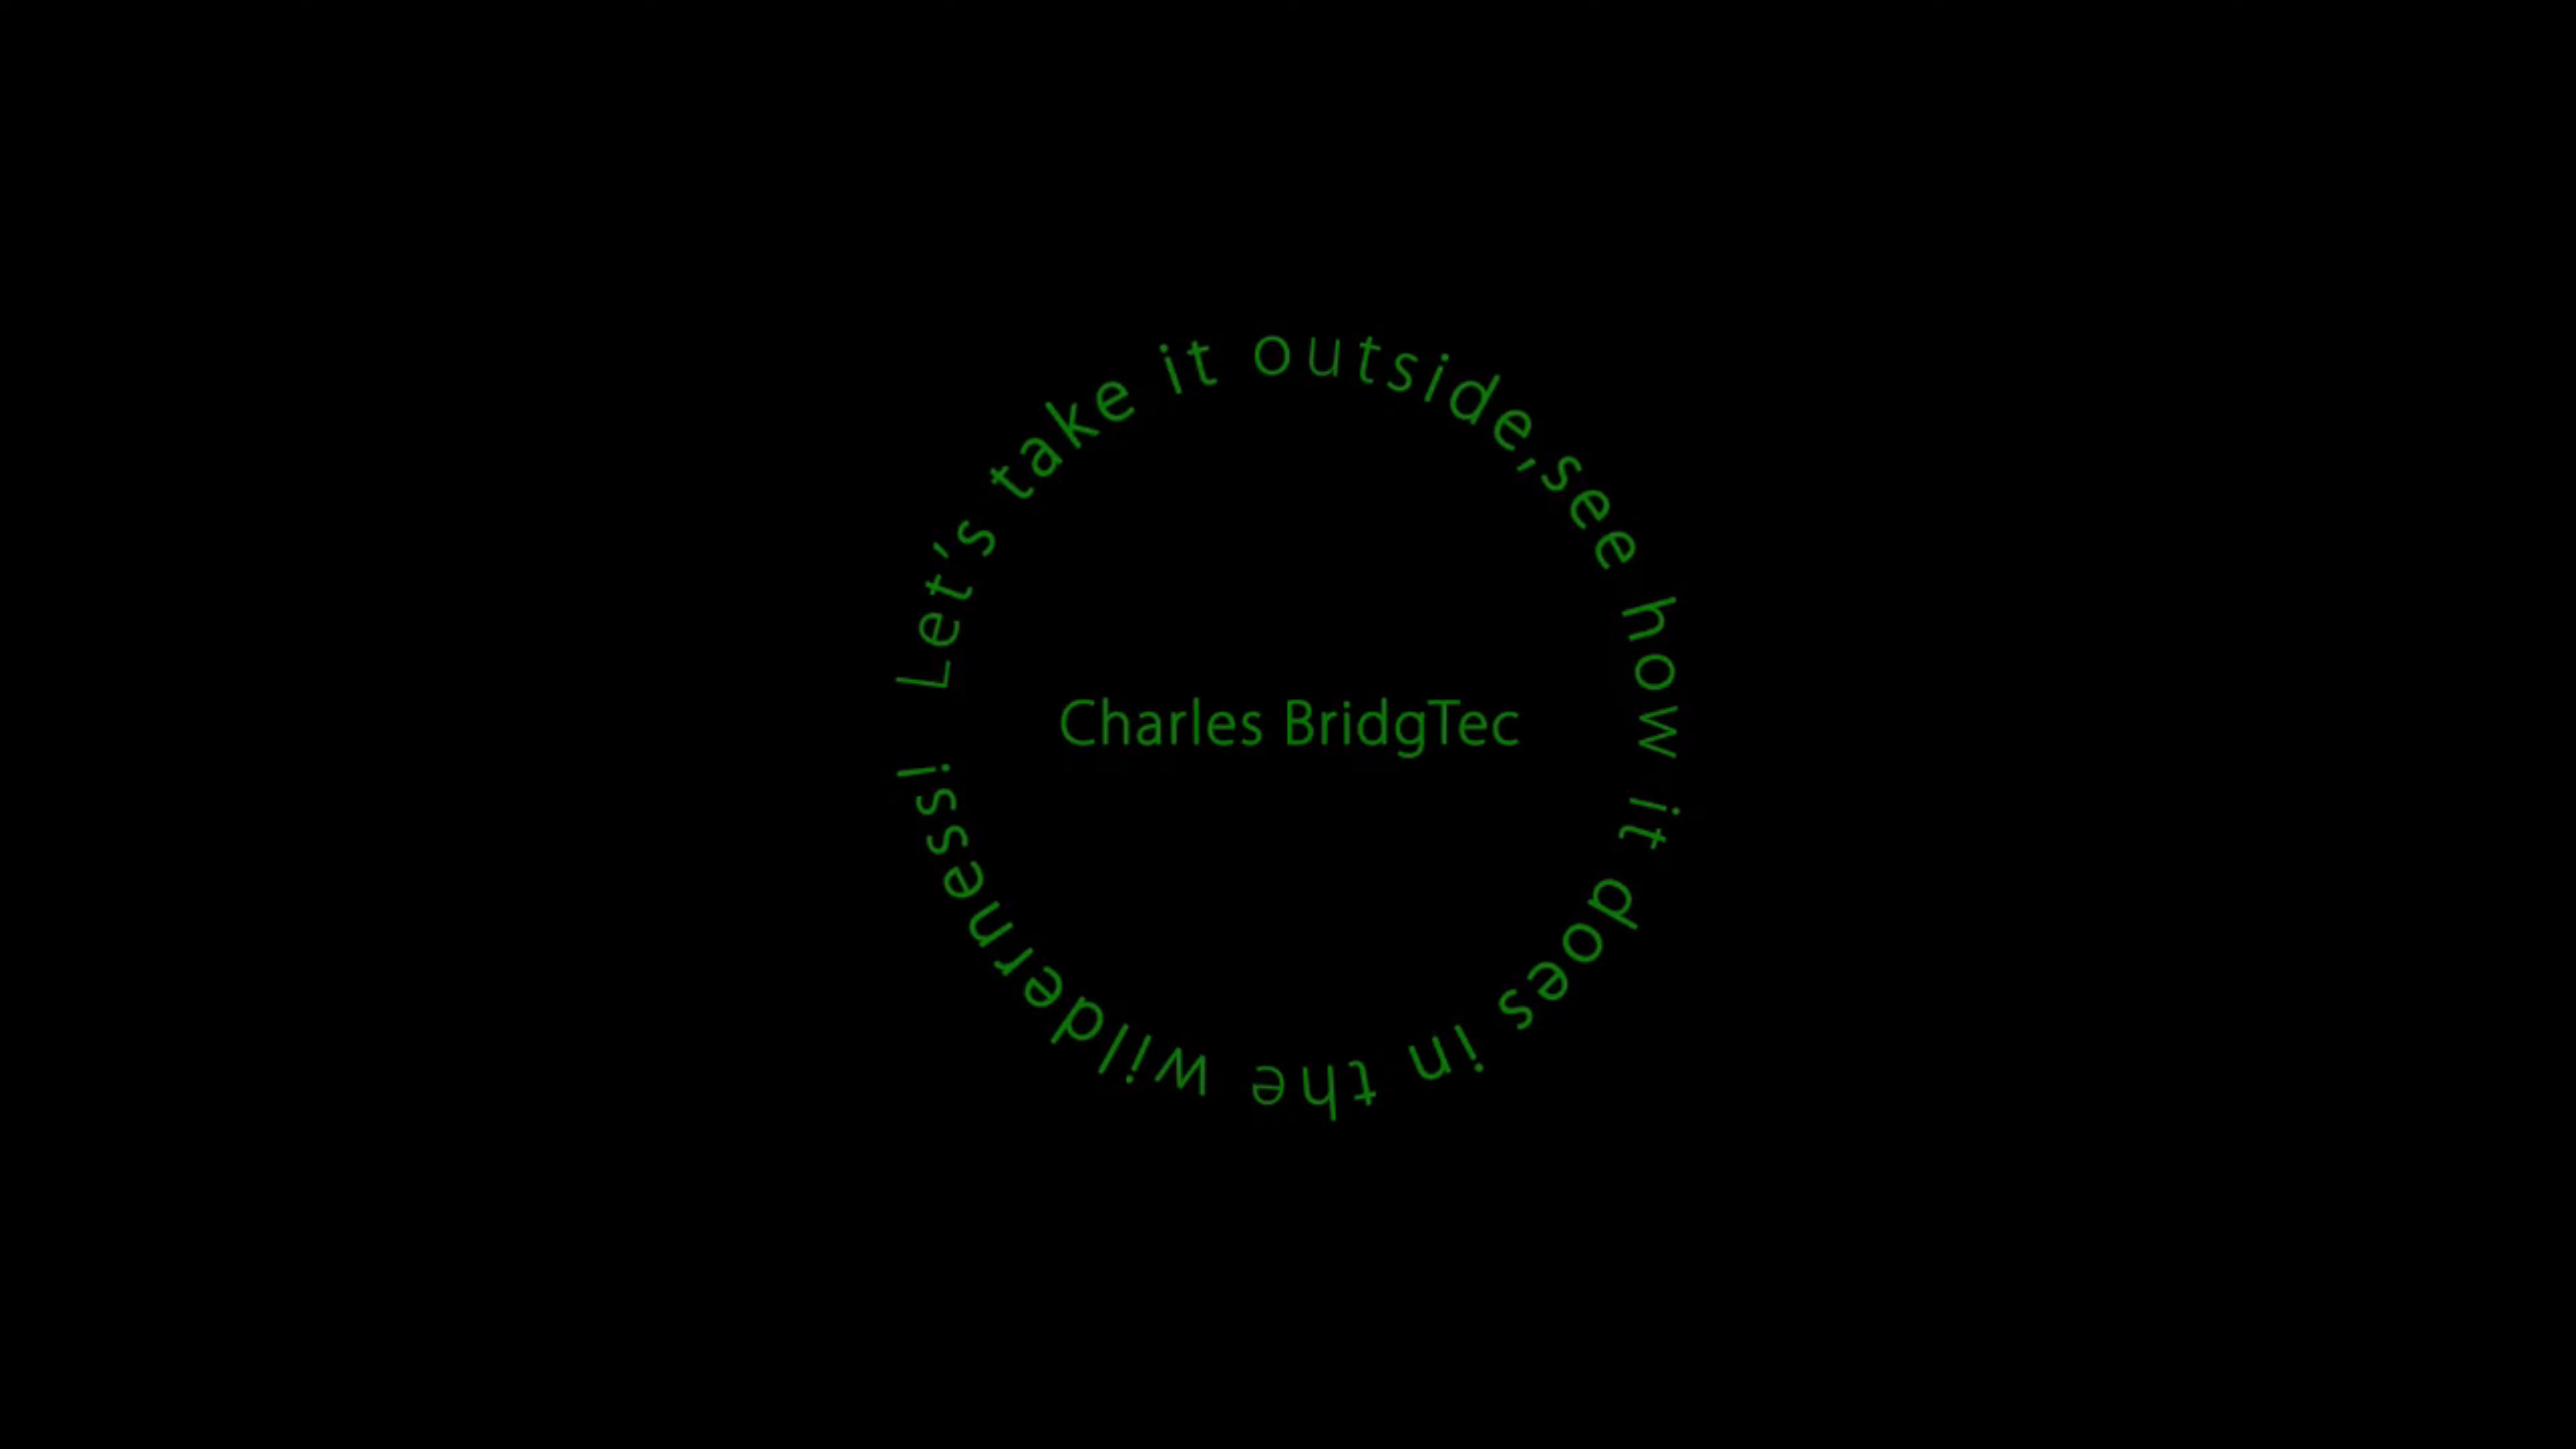 Let's take it outside,see how it does in the wilderness!
Charles BridgTec